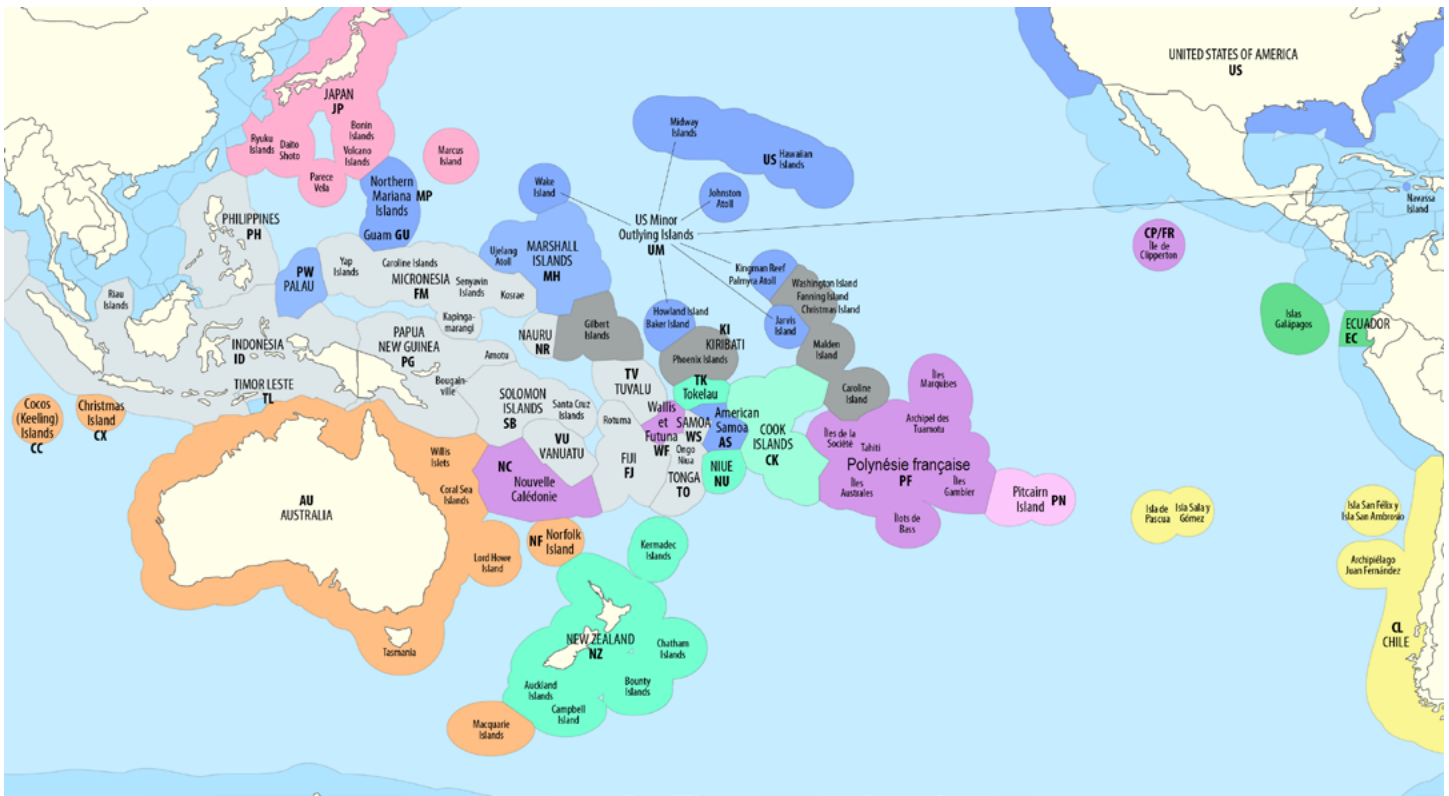 UNITED STATES OF AMERICA
US
JAPAN
JP
Ryuku
Islands
Daito
Shoto
Bonin
Islands
Volcano
Islands
Parece
Vela
Marcus
Island
Midway
Islands
US Hawaiian
Islands
Northern
Mariana MP
Islands
Guam GU
Wake
Island
Johnston
Atoll
Navassa
Island
PHILIPPINES
PH
US Minor
Outlying Islands
UM
CP/FR
Île de
Clipperton
PW
PALAU
Yap
Islands
Caroline Islands
MICRONESIA
FM
Senyavin
Islands
Kosrae
Ujelang
Atoll
MARSHALL
ISLANDS
MH
Kingman Reef
Palmyra Atoll
Washington Island
Fanning Island
Christmas Island
Riau
Islands
Kapinga-
marangi
Howland Island
Baker Island
Jarvis
Island
Islas
Galápagos
ECUADOR
EC
INDONESIA
ID
PAPUA
NEW GUINEA
PG
NAURU
NR
Gilbert
Islands
KI
KIRIBATI
Phoenix Islands
Malden
Island
TIMOR LESTE
TL
Bougain-
ville
Amotu
TV
TUVALU
TK
Tokelau
Caroline
Island
Îles
Marquises
Cocos
(Keeling)
Islands
CC
Christmas
Island
CX
SOLOMON
ISLANDS
SB
Santa Cruz
Islands
Rotuma
Wallis
et
Futuna
WF
SAMOA
WS
American
Samoa
AS
COOK
ISLANDS
CK
Îles de la
Société
Tahiti
Archipel des
Tuamotu
VU
VANUATU
FIJI
FJ
Ongo
Niua
TONGA
TO
NIUE
NU
Polynésie française
PF
Îles
Australes
Îles
Gambier
Îlots de
Bass
Pitcairn
Island PN
Willis
Islets
Coral Sea
Islands
NC
Nouvelle
Calédonie
AU
AUSTRALIA
Isla de
Pascua
Isla Sala y
Gómez
Isla San Félix y
Isla San Ambrosio
Lord Howe
Island
NF Norfolk
Island
Kermadec
Islands
Archipiélago
Juan Fernández
Tasmania
NEW ZEALAND
NZ
Chatham
Islands
CL
CHILE
Auckland
Islands
Bounty
Islands
Campbell
Island
Macquarie
Islands